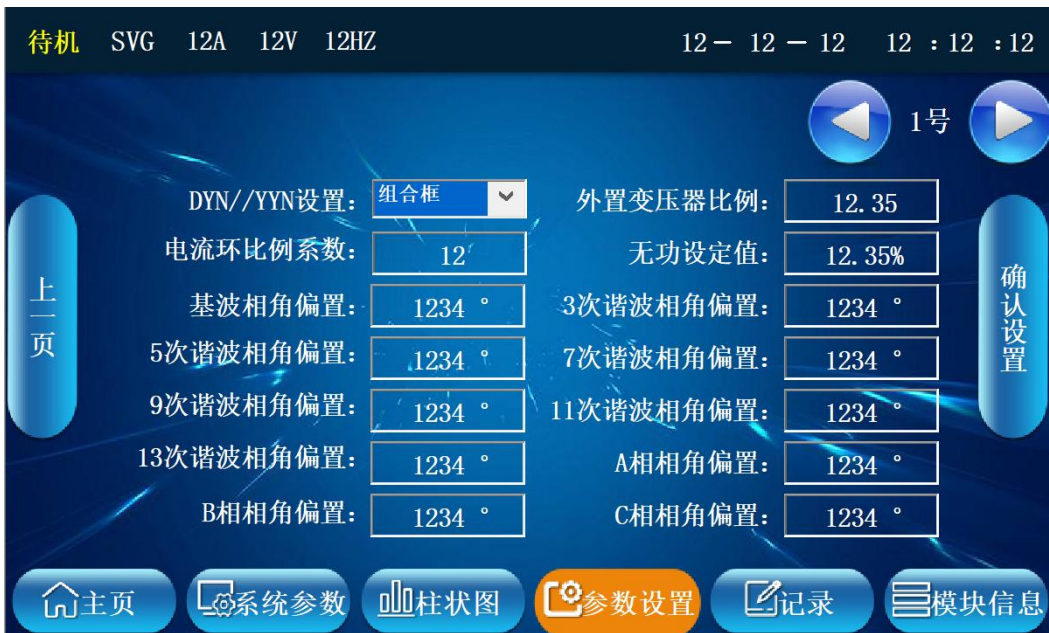 待机 SVG 12A 12V 12HZ 12- 12 - 12 12 : 12 : 12
1号
DYN//YYN设置: 组合框 外置变压器比例: 12.35
电流环比例系数: 12 无功设定值: 12.35%
基波相角偏置: 1234 ° 3次谐波相角偏置: 1234 °
5次谐波相角偏置: 1234 ° 7次谐波相角偏置: 1234 °
9次谐波相角偏置: 1234 ° 11次谐波相角偏置: 1234 °
13次谐波相角偏置: 1234 ° A相相角偏置: 1234 °
B相相角偏置: 1234 ° C相相角偏置: 1234 °
上一页
确认设置
主页 系统参数 柱状图 参数设置 记录 模块信息